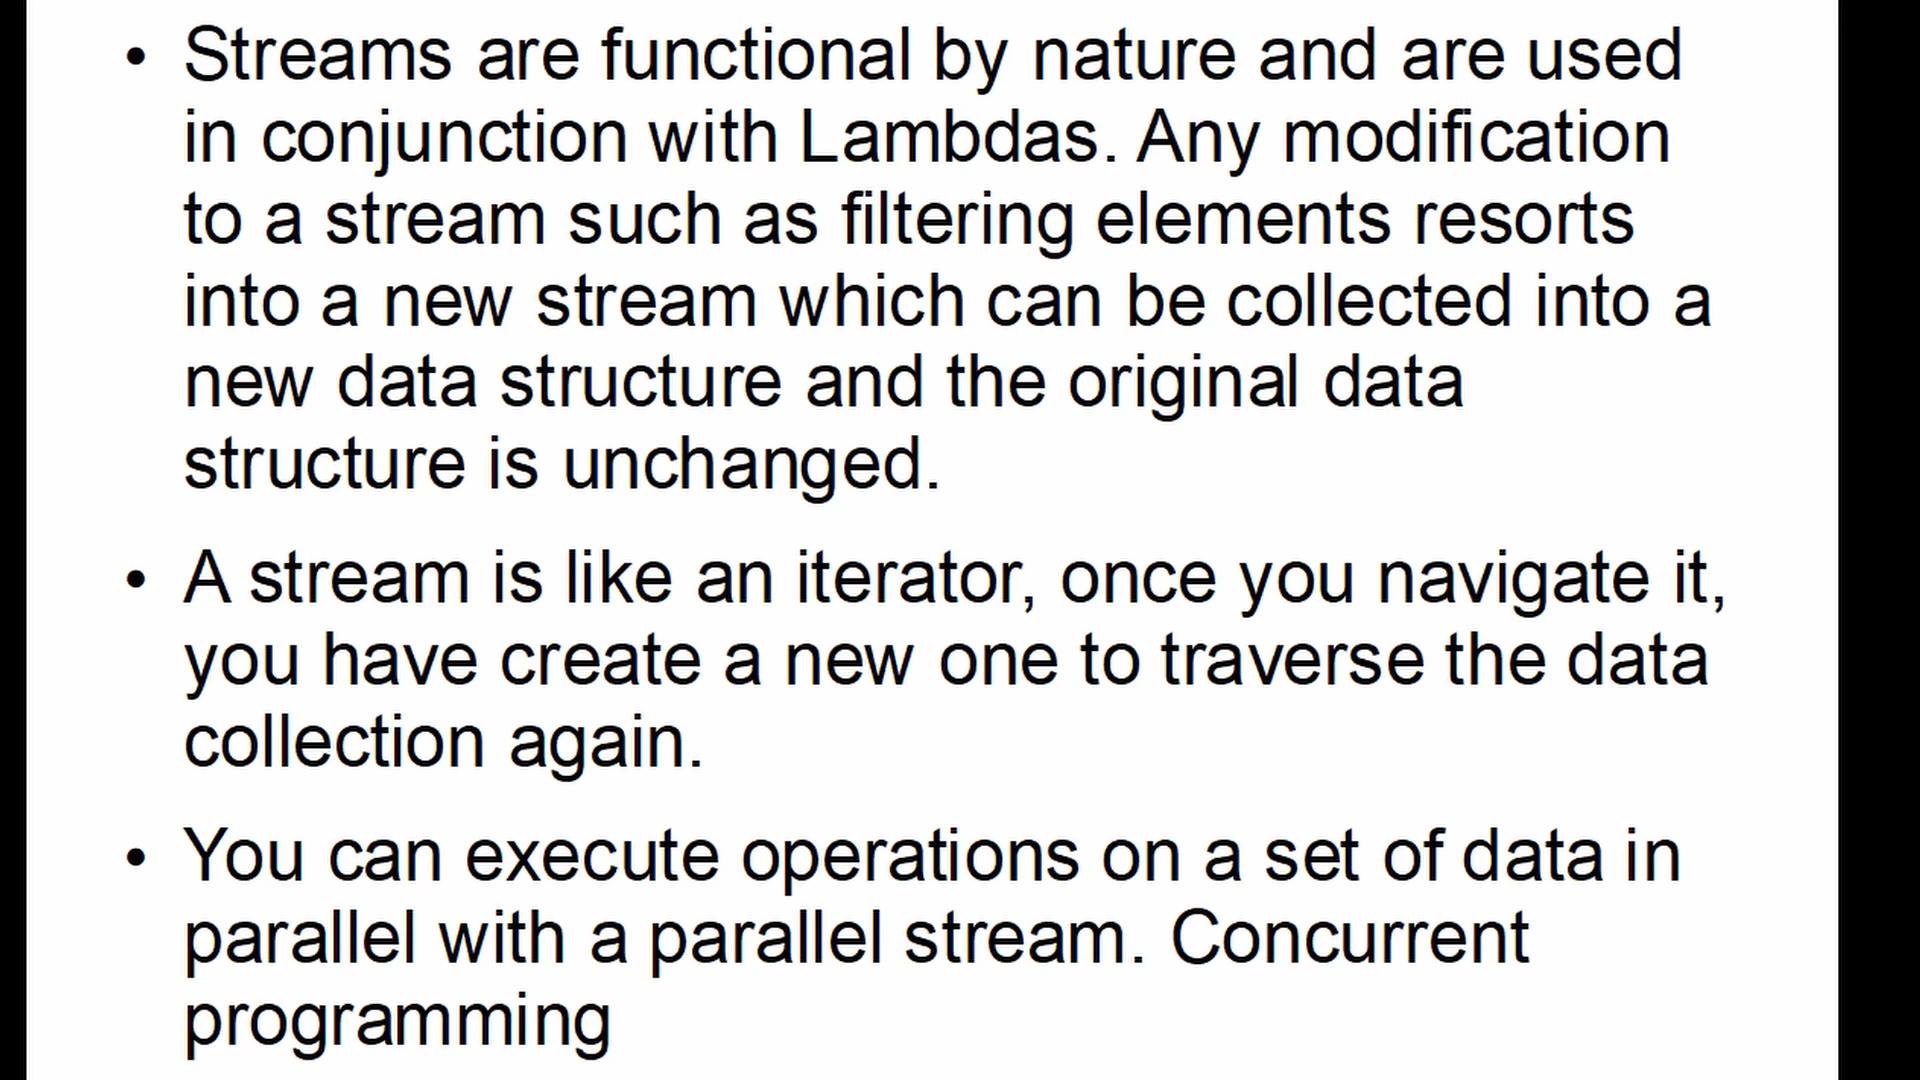 • Streams are functional by nature and are used
in conjunction with Lambdas. Any modification
to a stream such as filtering elements resorts
into a new stream which can be collected into a
new data structure and the original data
structure is unchanged.
• A stream is like an iterator, once you navigate it,
you have create a new one to traverse the data
collection again.
• You can execute operations on a set of data in
parallel with a parallel stream. Concurrent
programming